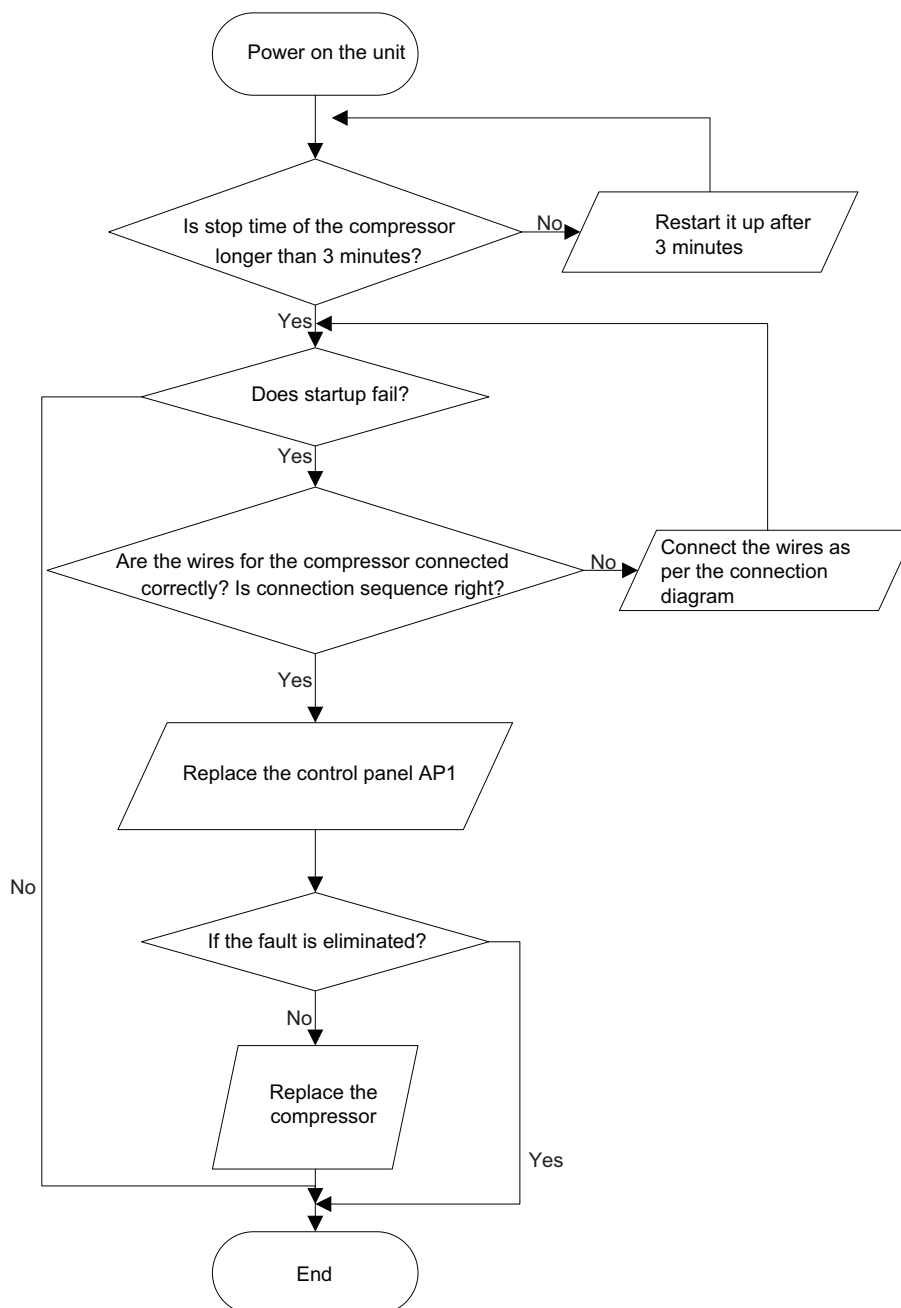 Power on the unit
Is stop time of the compressor
longer than 3 minutes?
No
Restart it up after
3 minutes
Yes
Does startup fail?
Yes
Are the wires for the compressor connected
correctly? Is connection sequence right?
No
Connect the wires as
per the connection
diagram
Yes
Replace the control panel AP1
No
If the fault is eliminated?
No
Replace the
compressor
Yes
End